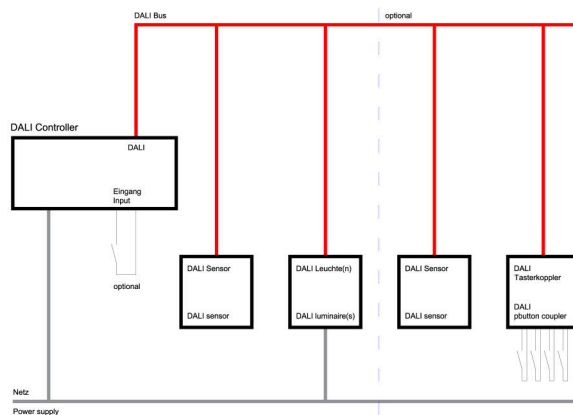 DALI Bus
optional
DALI Controller
DALI
Eingang
Input
optional
DALI Sensor
DALI sensor
DALI Leuchte(n)
DALI luminaire(s)
DALI Sensor
DALI sensor
DALI
Tasterkoppler
DALI
pbutton coupler
Netz
Power supply